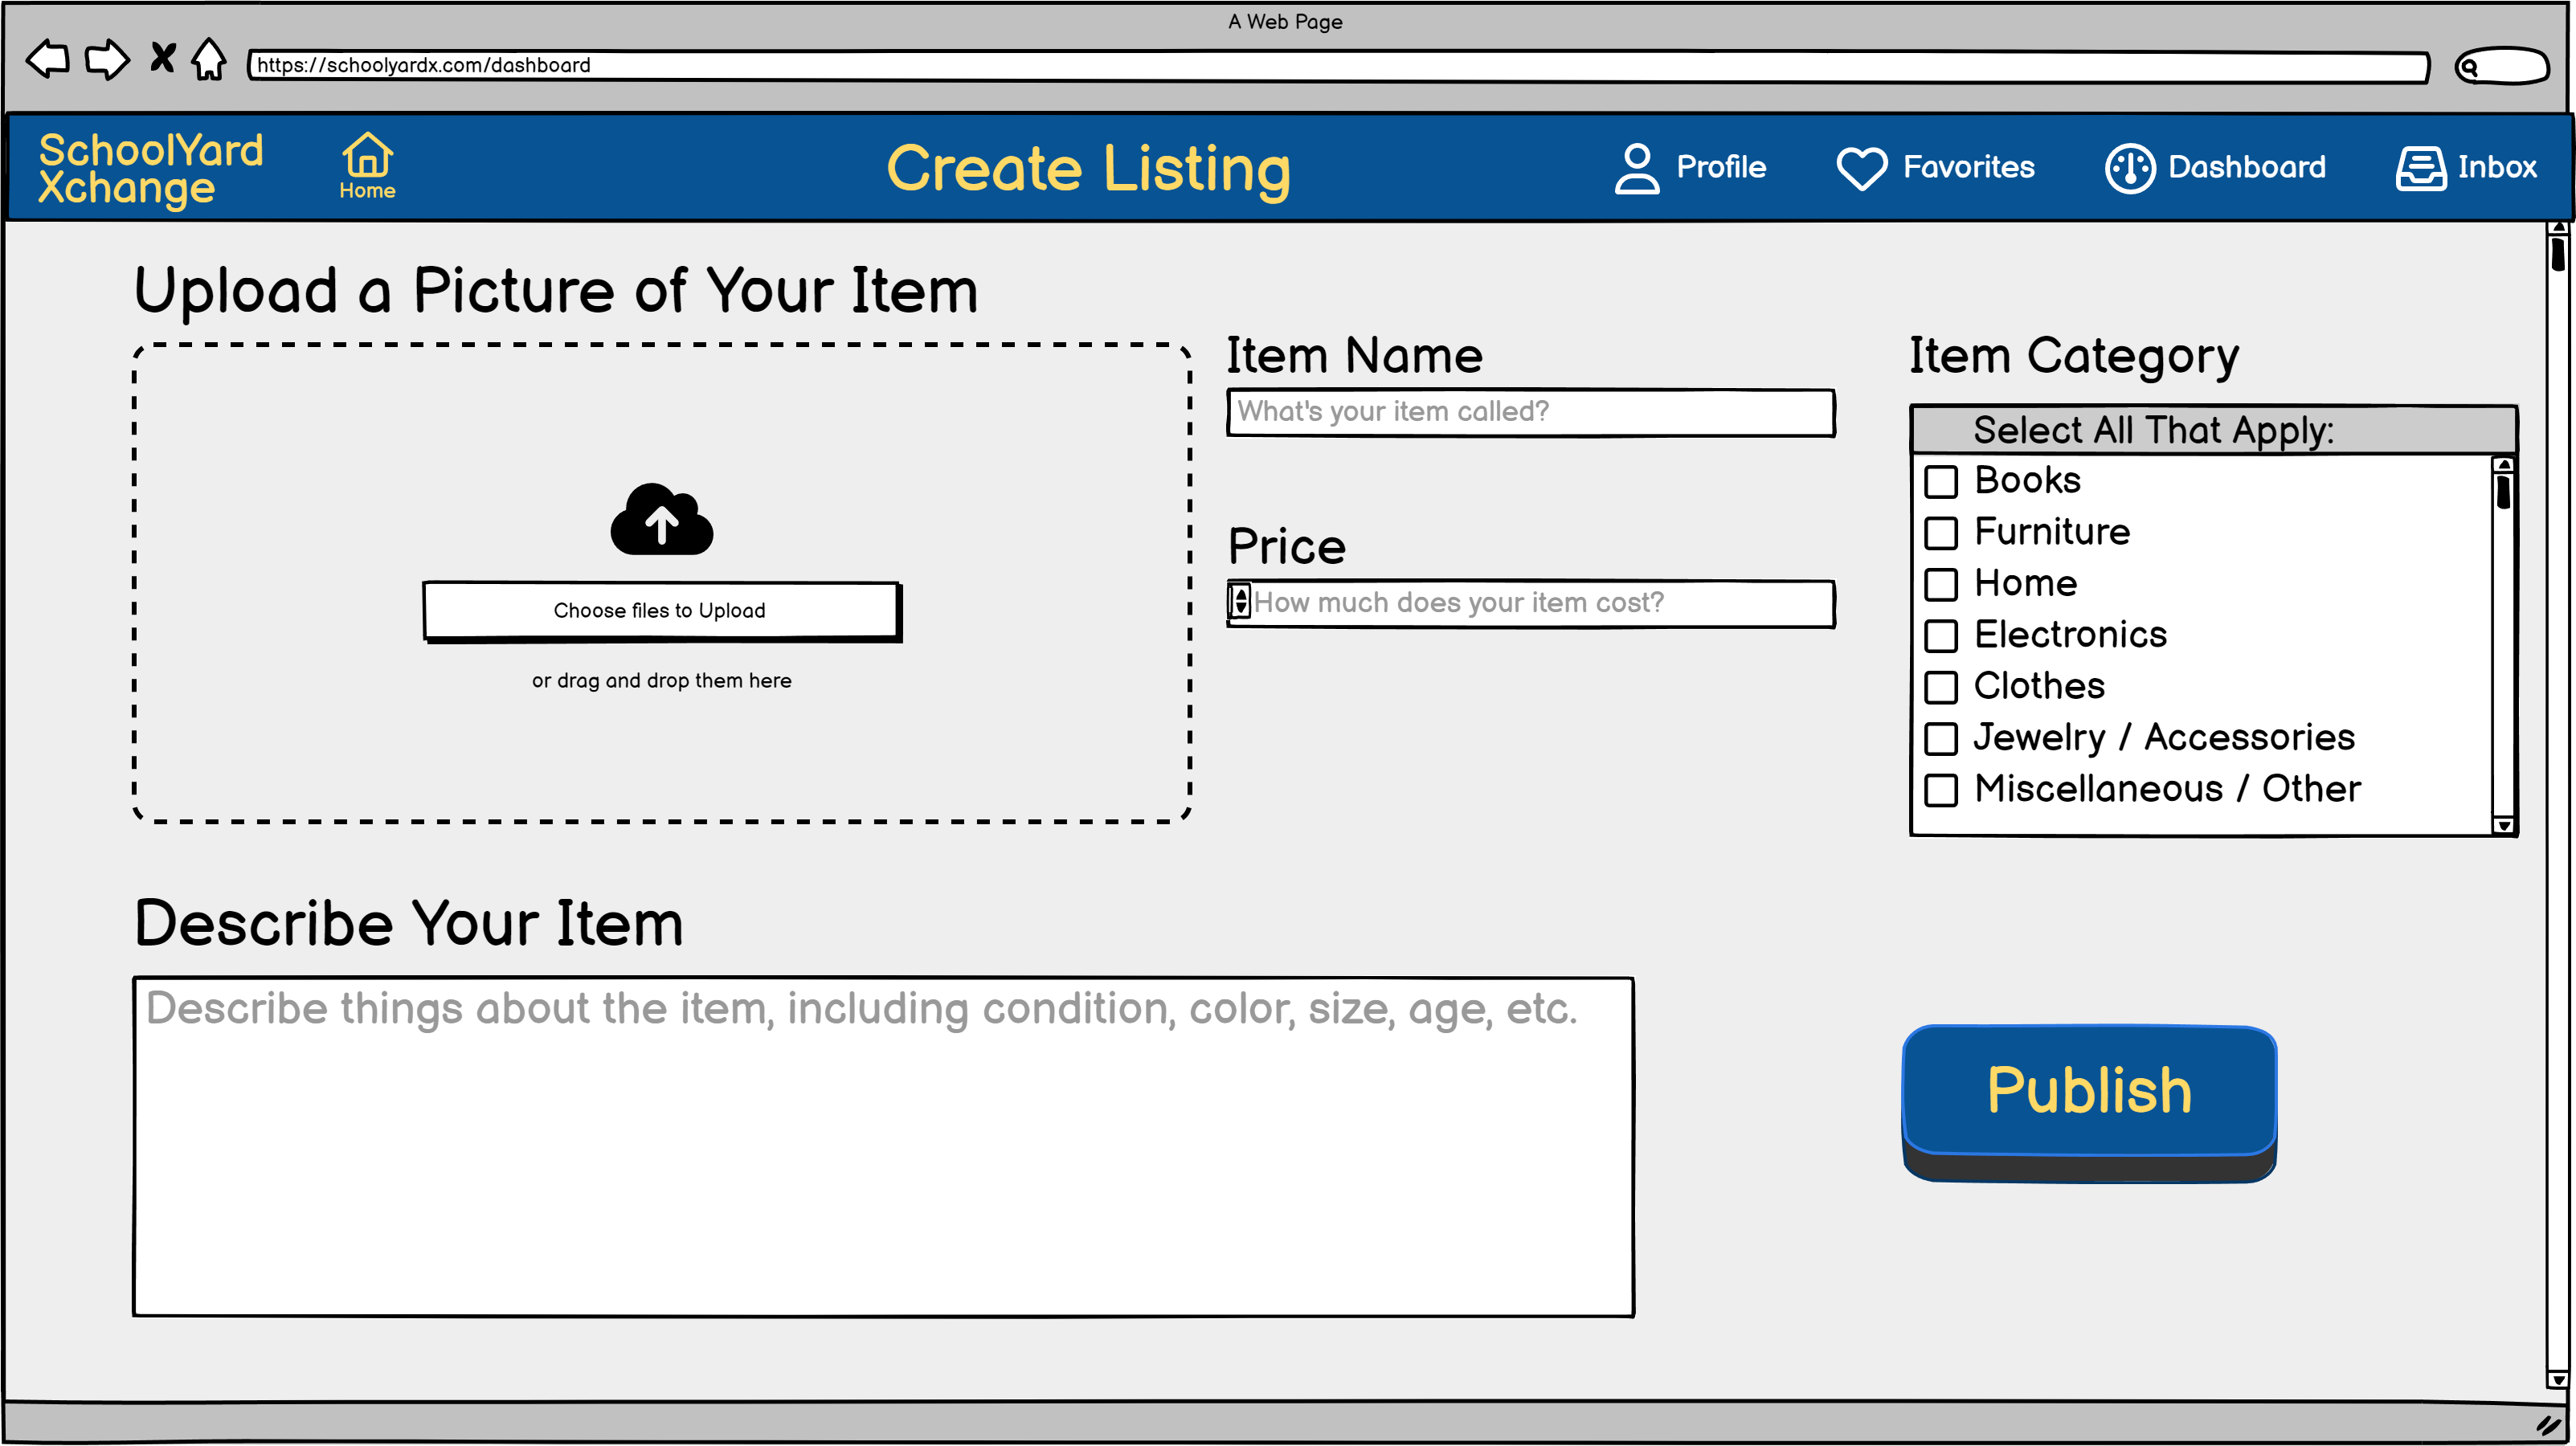 A Web Page
https://schoolyardx.com/dashboard
SchoolYard
Xchange
Home
Create Listing
Profile
Favorites
Dashboard
Inbox
Upload a Picture of Your Item
Choose files to Upload
or drag and drop them here
Item Name
What's your item called?
Price
How much does your item cost?
Item Category
Select All That Apply:
Books
Furniture
Home
Electronics
Clothes
Jewelry / Accessories
Miscellaneous / Other
Describe Your Item
Describe things about the item, including condition, color, size, age, etc.
Publish